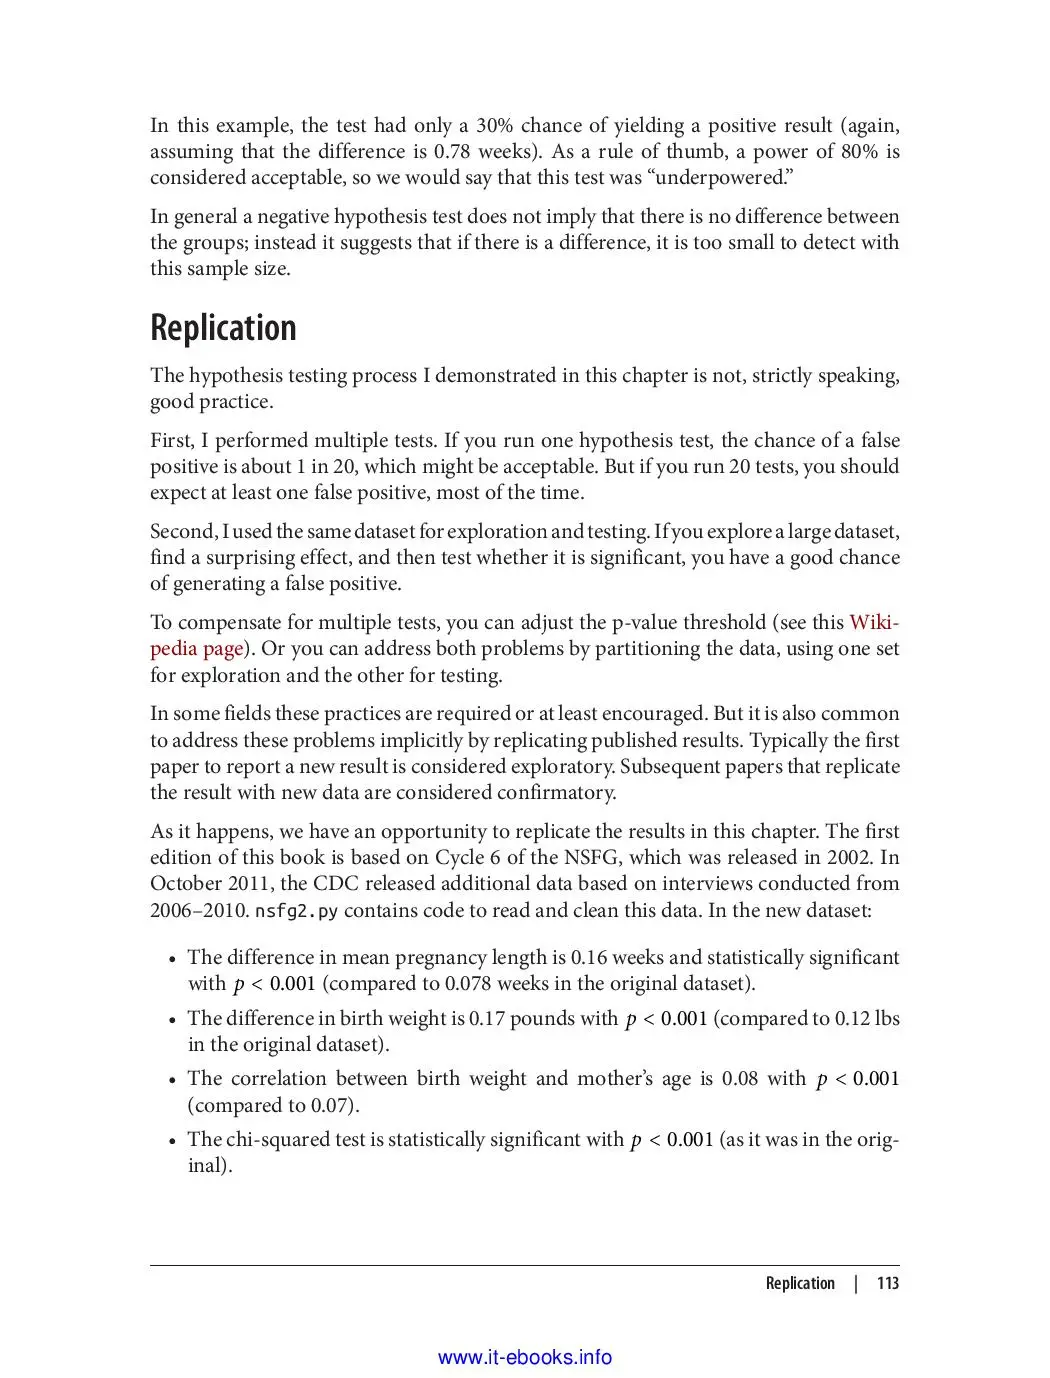 In this example, the test had only a 30% chance of yielding a positive result (again,
assuming that the difference is 0.78 weeks). As a rule of thumb, a power of 80% is
considered acceptable, so we would say that this test was “underpowered.”
In general a negative hypothesis test does not imply that there is no difference between
the groups; instead it suggests that if there is a difference, it is too small to detect with
this sample size.
Replication
The hypothesis testing process I demonstrated in this chapter is not, strictly speaking,
good practice.
First, I performed multiple tests. If you run one hypothesis test, the chance of a false
positive is about 1 in 20, which might be acceptable. But if you run 20 tests, you should
expect at least one false positive, most of the time.
Second, I used the same dataset for exploration and testing. If you explore a large dataset,
find a surprising effect, and then test whether it is significant, you have a good chance
of generating a false positive.
To compensate for multiple tests, you can adjust the p-value threshold (see this Wiki-
pedia page). Or you can address both problems by partitioning the data, using one set
for exploration and the other for testing.
In some fields these practices are required or at least encouraged. But it is also common
to address these problems implicitly by replicating published results. Typically the first
paper to report a new result is considered exploratory. Subsequent papers that replicate
the result with new data are considered confirmatory.
As it happens, we have an opportunity to replicate the results in this chapter. The first
edition of this book is based on Cycle 6 of the NSFG, which was released in 2002. In
October 2011, the CDC released additional data based on interviews conducted from
2006–2010. nsfg2.py contains code to read and clean this data. In the new dataset:
• The difference in mean pregnancy length is 0.16 weeks and statistically significant
with p < 0.001 (compared to 0.078 weeks in the original dataset).
• The difference in birth weight is 0.17 pounds with p < 0.001 (compared to 0.12 lbs
in the original dataset).
• The correlation between birth weight and mother’s age is 0.08 with p < 0.001
(compared to 0.07).
• The chi-squared test is statistically significant with p < 0.001 (as it was in the orig-
inal).
Replication | 113
www.it-ebooks.info